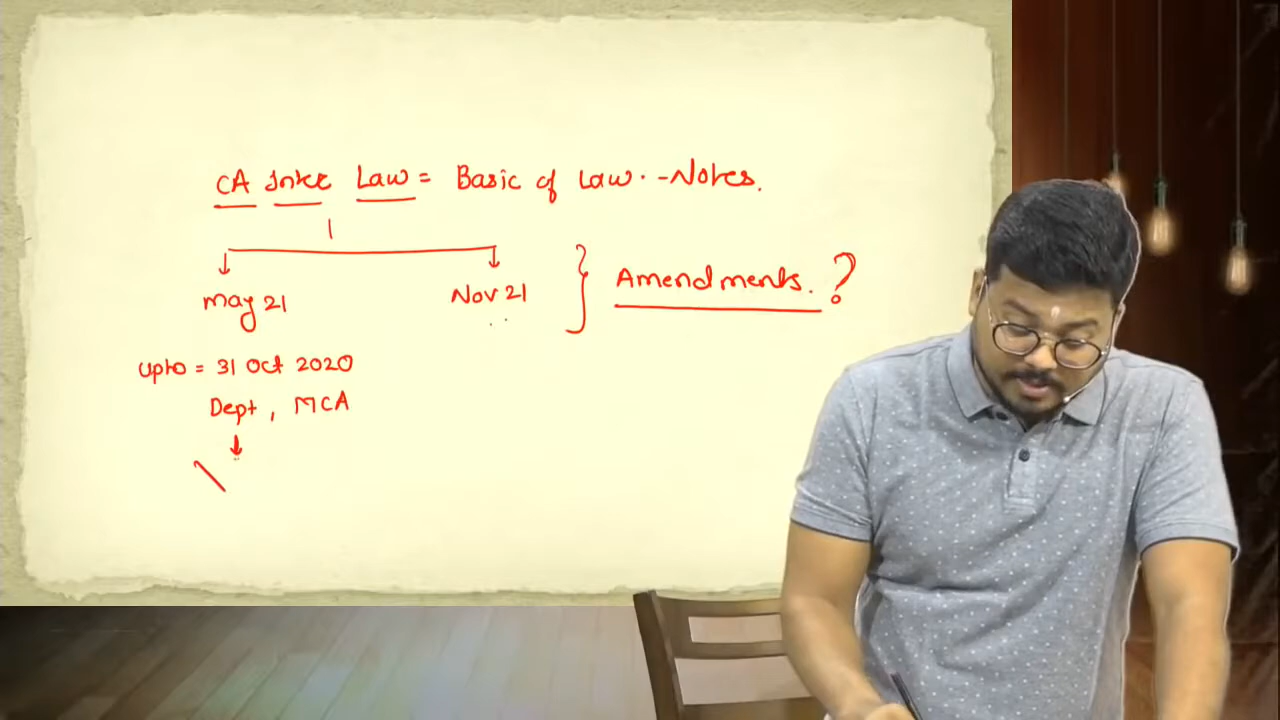 CA Inter Law = Basic of Law. - Notes.
May 21 Nov 21 } Amendments. ?
upto = 31 Oct 2020
Dept, MCA